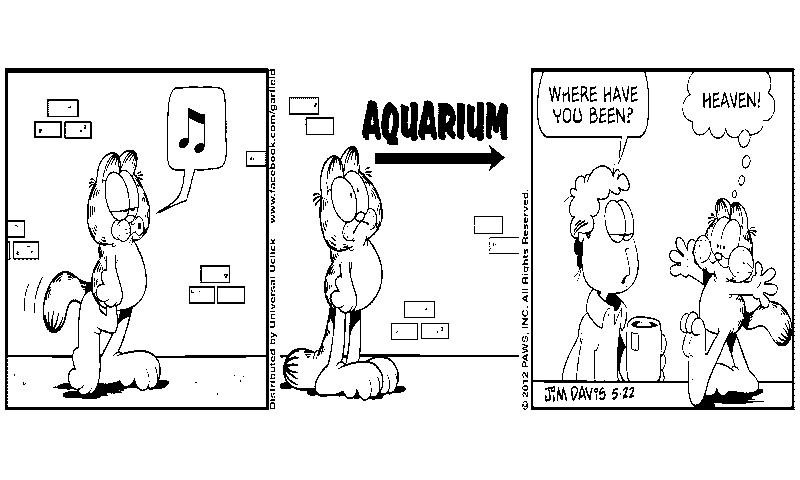 www.facebook.com/garfield
Distributed by Universal Uclick
AQUARIUM
© 2012 PAWS, INC. All Rights Reserved.
WHERE HAVE
YOU BEEN?
HEAVEN!
JIM DAVIS 5·22